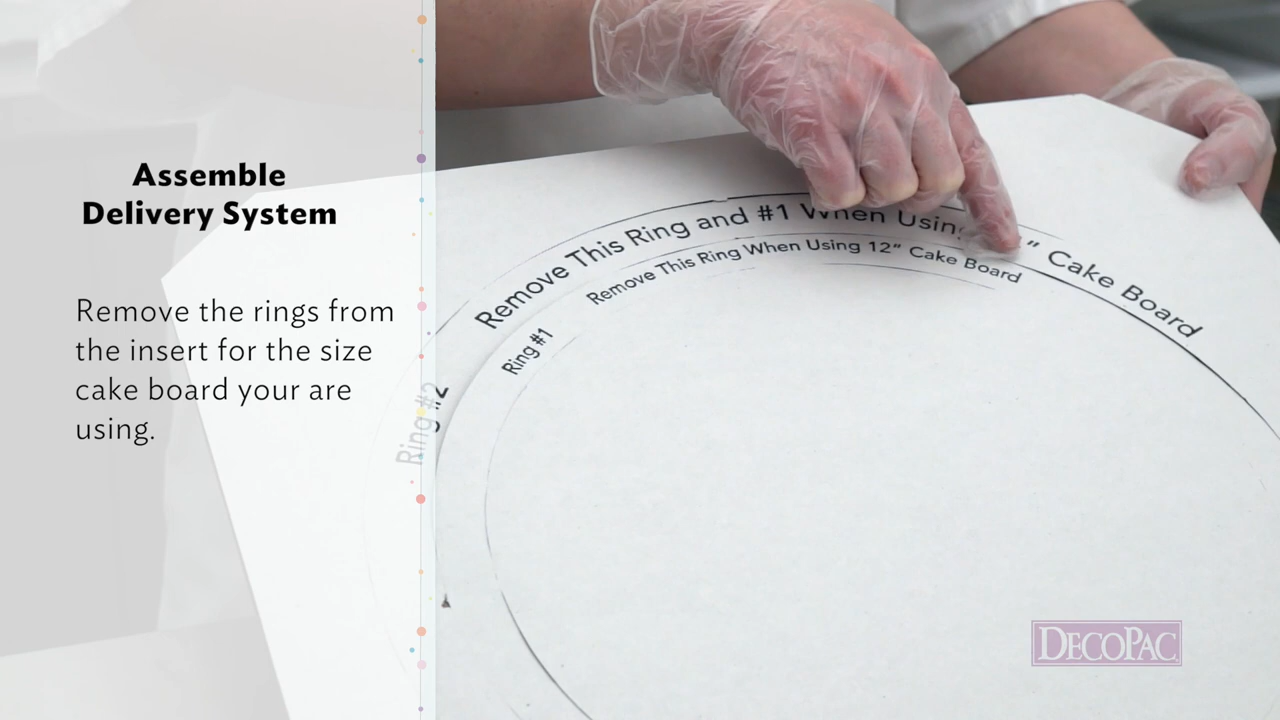 Assemble
Delivery System
Remove the rings from
the insert for the size
cake board your are
using.
Remove This Ring and #1 When Using " Cake Board
Remove This Ring When Using 12" Cake Board
Ring #1
Ring #2
DECOPAC